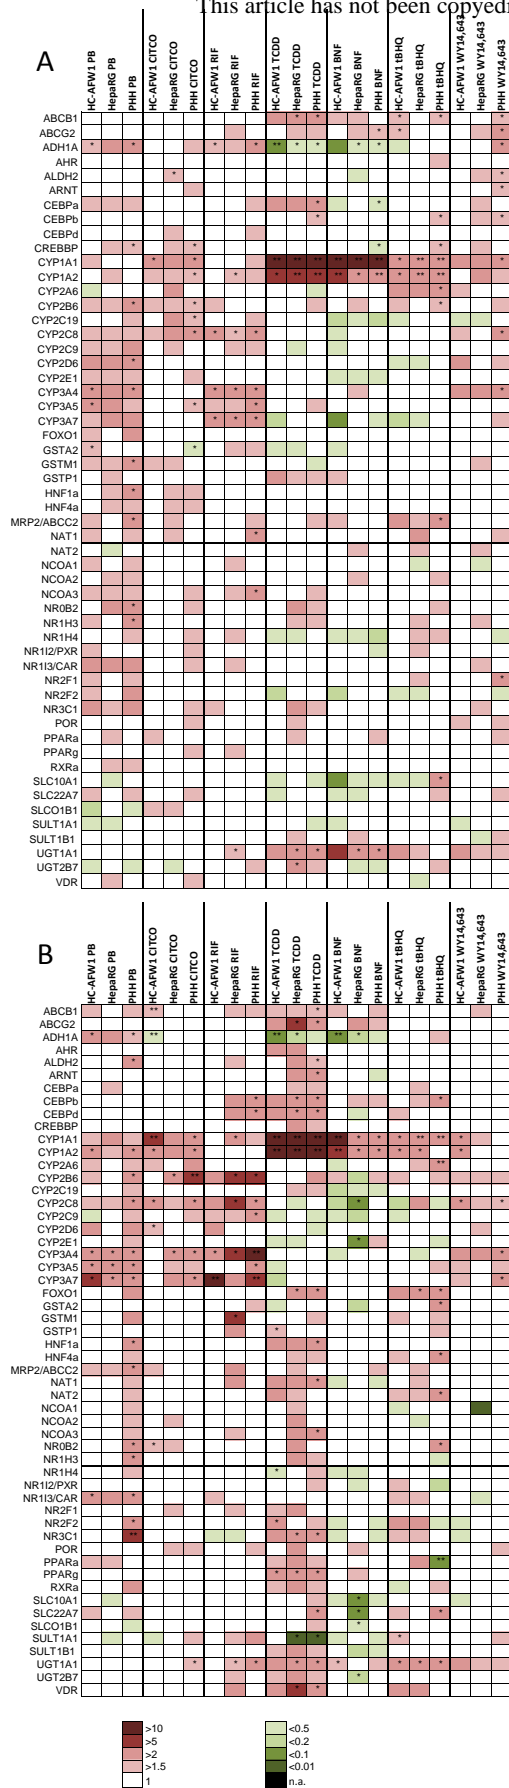 This article has not been copyedi
A
HC-AFW1 PB
HepaRG PB
PHH PB
HC-AFW1 CITCO
HepaRG CITCO
PHH CITCO
HC-AFW1 RIF
HepaRG RIF
PHH RIF
HC-AFW1 TCDD
HepaRG TCDD
PHH TCDD
HC-AFW1 BNF
HepaRG BNF
PHH BNF
HC-AFW1 tBHQ
HepaRG tBHQ
PHH tBHQ
HC-AFW1 WY14,643
HepaRG WY14,643
PHH WY14,643
ABCB1
ABCG2
ADH1A
AHR
ALDH2
ARNT
CEBPa
CEBPb
CEBPd
CREBBP
CYP1A1
CYP1A2
CYP2A6
CYP2B6
CYP2C19
CYP2C8
CYP2C9
CYP2D6
CYP2E1
CYP3A4
CYP3A5
CYP3A7
FOXO1
GSTA2
GSTM1
GSTP1
HNF1a
HNF4a
MRP2/ABCC2
NAT1
NAT2
NCOA1
NCOA2
NCOA3
NR0B2
NR1H3
NR1H4
NR1I2/PXR
NR1I3/CAR
NR2F1
NR2F2
NR3C1
POR
PPARa
PPARg
RXRa
SLC10A1
SLC22A7
SLCO1B1
SULT1A1
SULT1B1
UGT1A1
UGT2B7
VDR
B
HC-AFW1 PB
HepaRG PB
PHH PB
HC-AFW1 CITCO
HepaRG CITCO
PHH CITCO
HC-AFW1 RIF
HepaRG RIF
PHH RIF
HC-AFW1 TCDD
HepaRG TCDD
PHH TCDD
HC-AFW1 BNF
HepaRG BNF
PHH BNF
HC-AFW1 tBHQ
HepaRG tBHQ
PHH tBHQ
HC-AFW1 WY14,643
HepaRG WY14,643
PHH WY14,643
ABCB1
ABCG2
ADH1A
AHR
ALDH2
ARNT
CEBPa
CEBPb
CEBPd
CREBBP
CYP1A1
CYP1A2
CYP2A6
CYP2B6
CYP2C19
CYP2C8
CYP2C9
CYP2D6
CYP2E1
CYP3A4
CYP3A5
CYP3A7
FOXO1
GSTA2
GSTM1
GSTP1
HNF1a
HNF4a
MRP2/ABCC2
NAT1
NAT2
NCOA1
NCOA2
NCOA3
NR0B2
NR1H3
NR1H4
NR1I2/PXR
NR1I3/CAR
NR2F1
NR2F2
NR3C1
POR
PPARa
PPARg
RXRa
SLC10A1
SLC22A7
SLCO1B1
SULT1A1
SULT1B1
UGT1A1
UGT2B7
VDR
>10
>5
>2
>1.5
1
<0.5
<0.2
<0.1
<0.01
n.a.